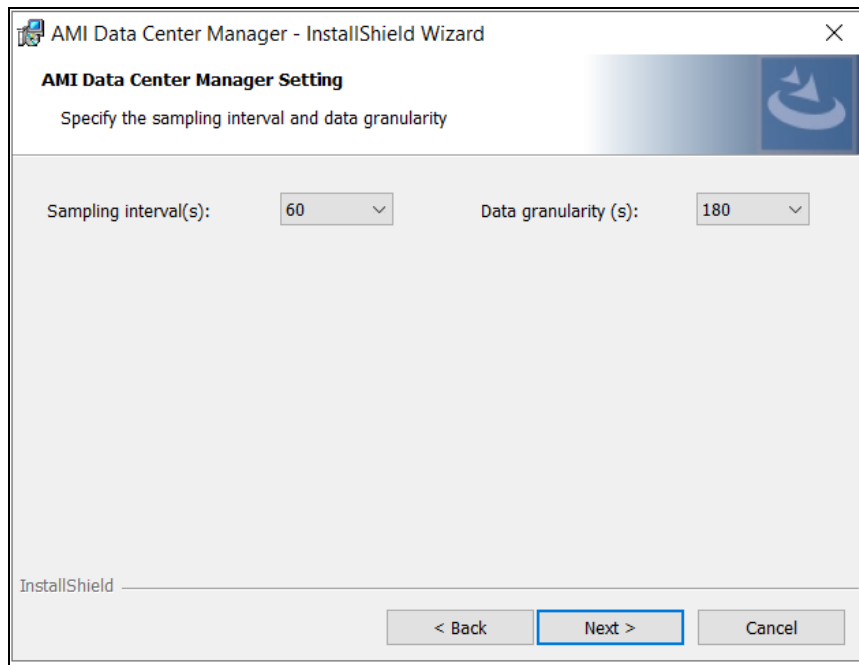 AMI Data Center Manager - InstallShield Wizard
AMI Data Center Manager Setting
Specify the sampling interval and data granularity
Sampling interval(s): 60 Data granularity (s): 180
InstallShield
< Back Next > Cancel